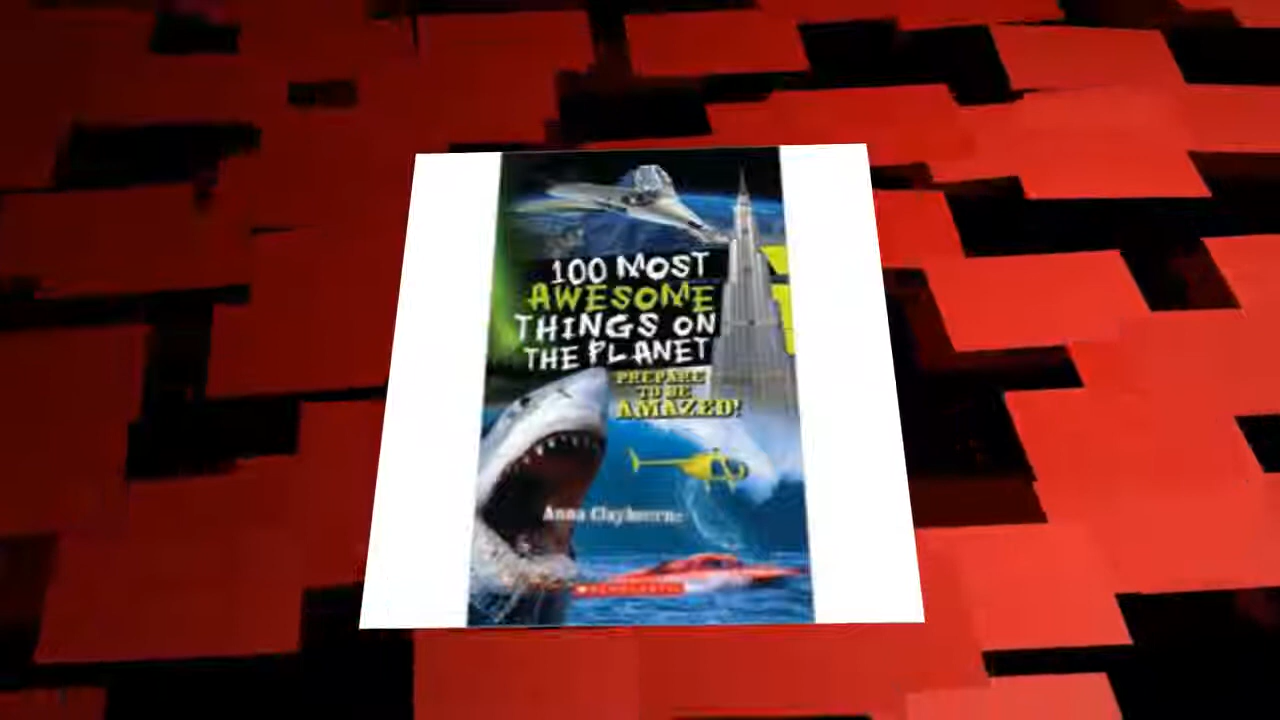 100 MOST
AWESOME
THINGS ON
THE PLANET
PREPARE
TO BE
AMAZED!
Anna Claybourne
SCHOLASTIC